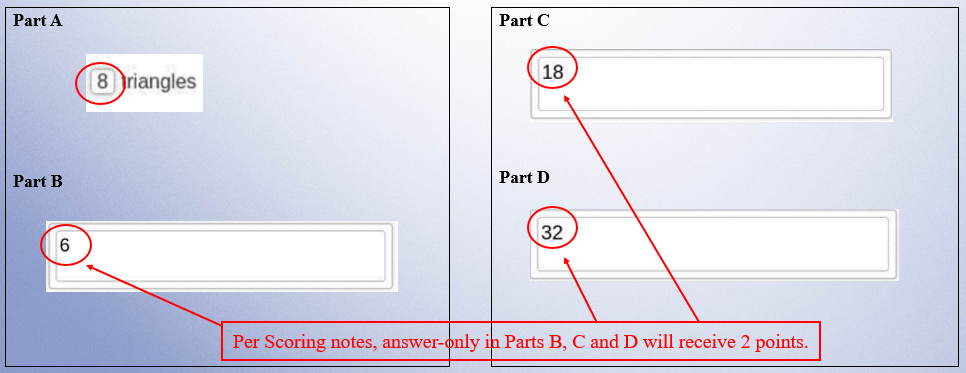 Part A
8 triangles
Part B
6
Part C
18
Part D
32
Per Scoring notes, answer-only in Parts B, C and D will receive 2 points.